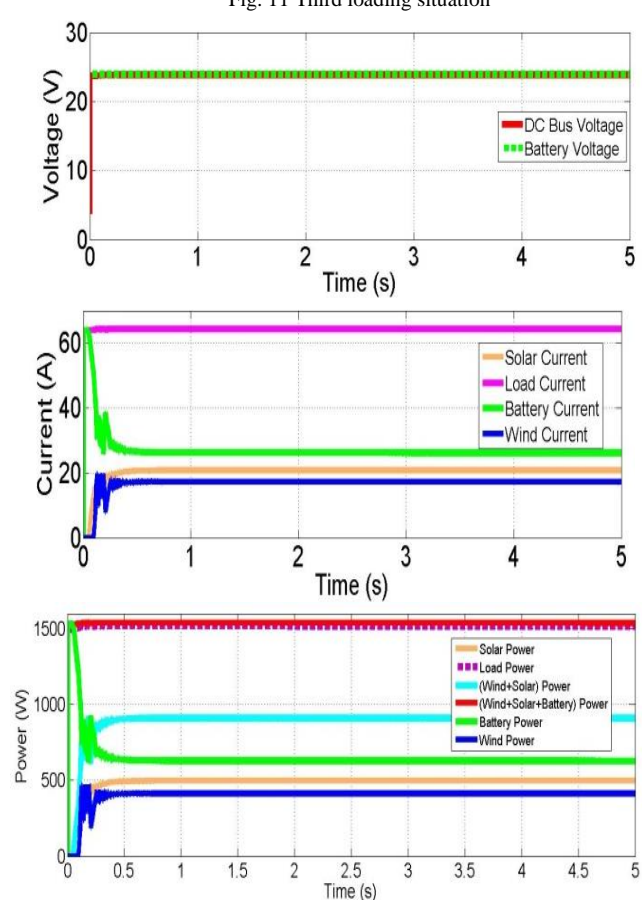 Fig. 11 Third loading situation
30
20
10
0
Voltage (V)
DC Bus Voltage
Battery Voltage
0 1 2 3 4 5
Time (s)
60
40
20
0
Current (A)
Solar Current
Load Current
Battery Current
Wind Current
0 1 2 3 4 5
Time (s)
1500
1000
500
0
Power (W)
Solar Power
Load Power
(Wind+Solar) Power
(Wind+Solar+Battery) Power
Battery Power
Wind Power
0 0.5 1 1.5 2 2.5 3 3.5 4 4.5 5
Time (s)